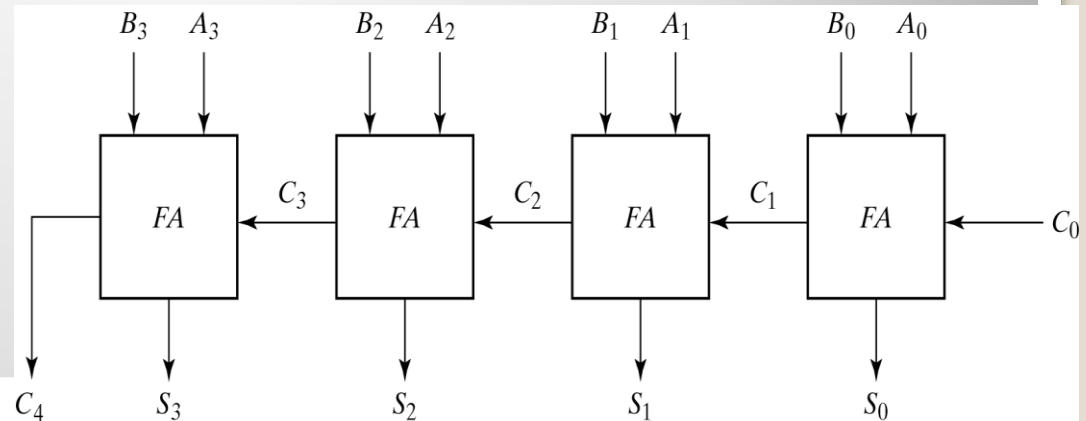 B₃ A₃ B₂ A₂ B₁ A₁ B₀ A₀
FA C₃ FA C₂ FA C₁ FA C₀
C₄ S₃ S₂ S₁ S₀